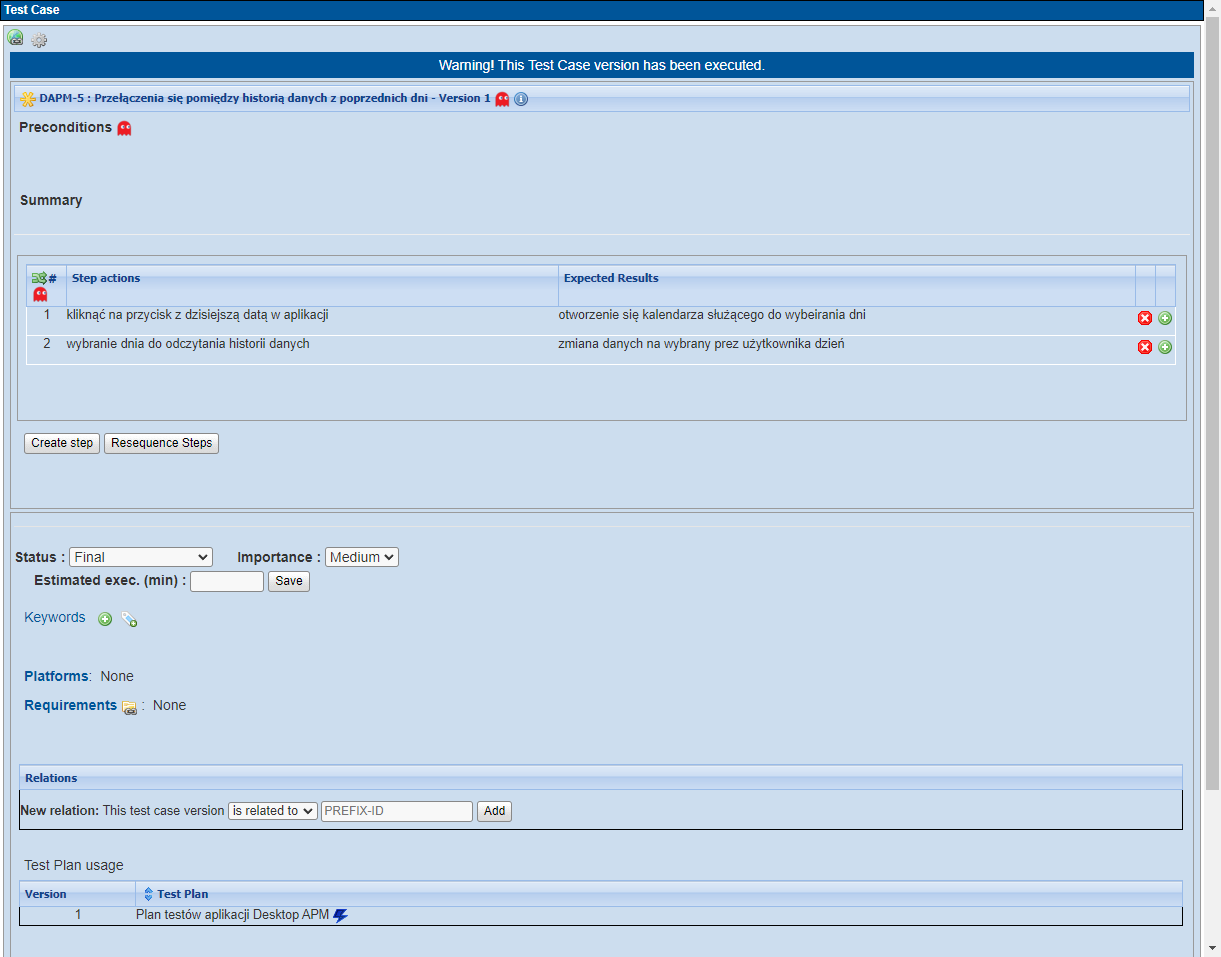 Test Case
Warning! This Test Case version has been executed.
DAPM-5 : Przełączenia się pomiędzy historią danych z poprzednich dni - Version 1
Preconditions
Summary
# Step actions Expected Results
1 kliknąć na przycisk z dzisiejszą datą w aplikacji otworzenie się kalendarza służącego do wybeirania dni
2 wybranie dnia do odczytania historii danych zmiana danych na wybrany prez użytkownika dzień
Create step Resequence Steps
Status : Final Importance : Medium
Estimated exec. (min) : Save
Keywords
Platforms: None
Requirements : None
Relations
New relation: This test case version is related to PREFIX-ID Add
Test Plan usage
Version Test Plan
1 Plan testów aplikacji Desktop APM